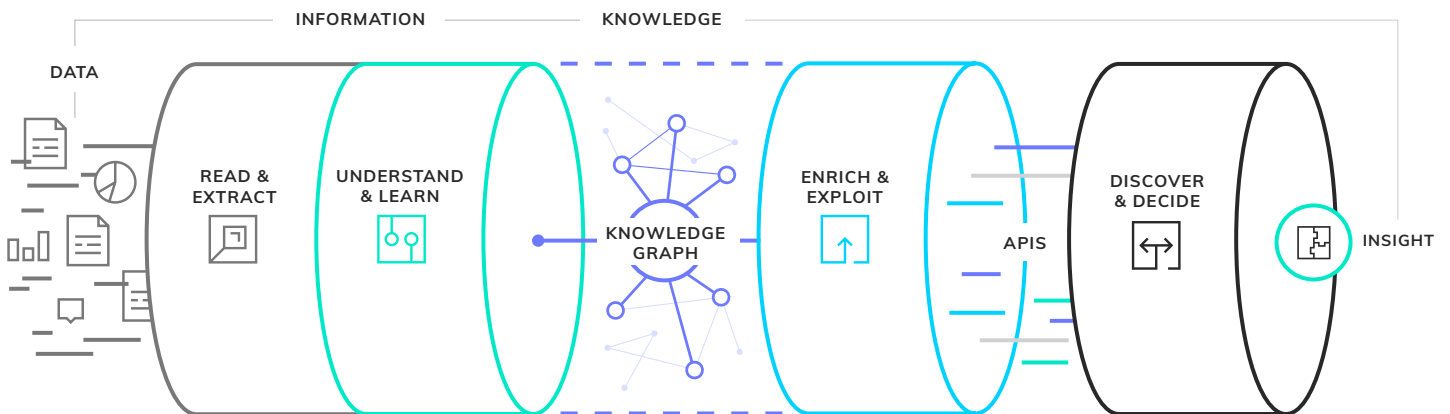 INFORMATION
KNOWLEDGE
DATA
READ &
EXTRACT
UNDERSTAND
& LEARN
KNOWLEDGE
GRAPH
ENRICH &
EXPLOIT
APIS
DISCOVER
& DECIDE
INSIGHT